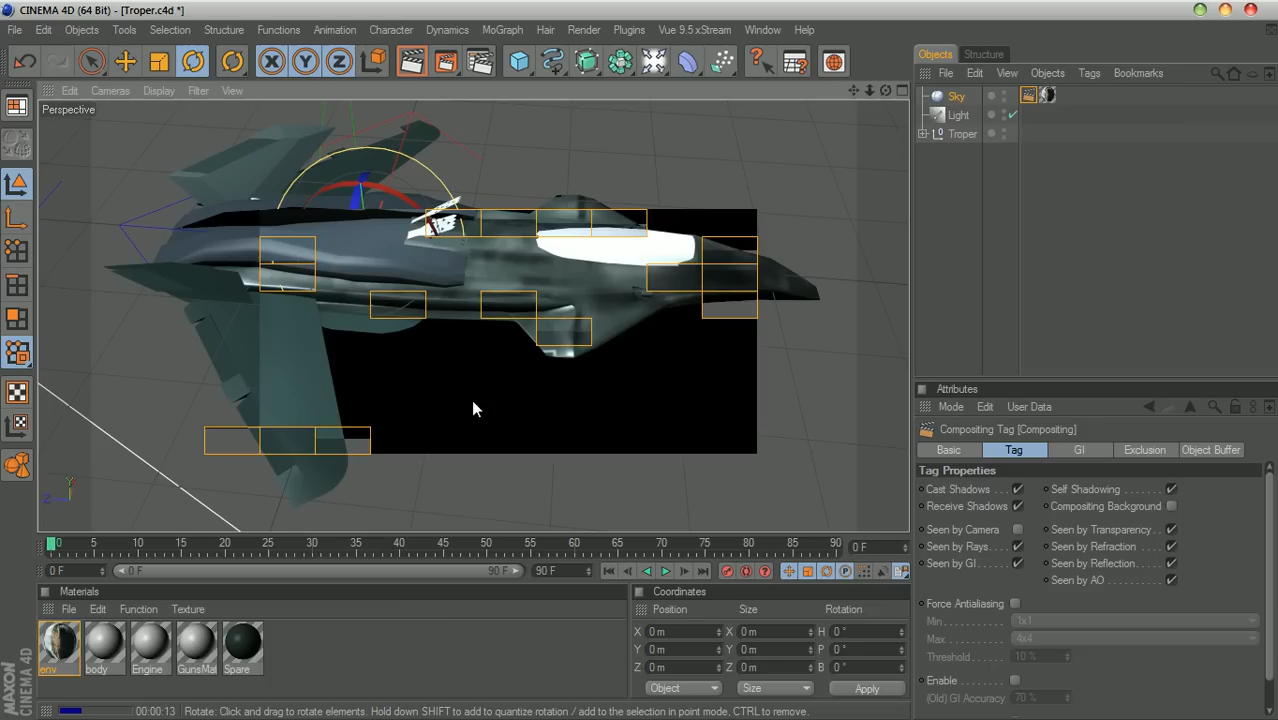 CINEMA 4D (64 Bit) - [Troper.c4d *]
File Edit Objects Tools Selection Structure Functions Animation Character Dynamics MoGraph Hair Render Plugins Vue 9.5 xStream Window Help
Objects Structure
File Edit View Objects Tags Bookmarks
Edit Cameras Display Filter View
Perspective
Sky
Light
Troper
Attributes
Mode Edit User Data
Compositing Tag [Compositing]
Basic Tag GI Exclusion Object Buffer
Tag Properties
Cast Shadows . . . Self Shadowing . . . . . . .
Receive Shadows Compositing Background
Seen by Camera Seen by Transparency . .
Seen by Rays. . . Seen by Refraction . . . .
Seen by GI. . . . . Seen by Reflection . . . .
Seen by AO . . . . . . . .
Force Antialiasing
Min 1x1
Max 4x4
Threshold 10 %
Enable
(Old) GI Accuracy 70 %
0 5 10 15 20 25 30 35 40 45 50 55 60 65 70 75 80 85 90 0 F
0 F 0 F 90 F 90 F
Materials
File Edit Function Texture
env body Engine GunsMat Spare
Coordinates
Position Size Rotation
X 0 m X 0 m H 0 °
Y 0 m Y 0 m P 0 °
Z 0 m Z 0 m B 0 °
Object Size Apply
MAXON
CINEMA 4D
00:00:13 Rotate: Click and drag to rotate elements. Hold down SHIFT to add to quantize rotation / add to the selection in point mode, CTRL to remove.